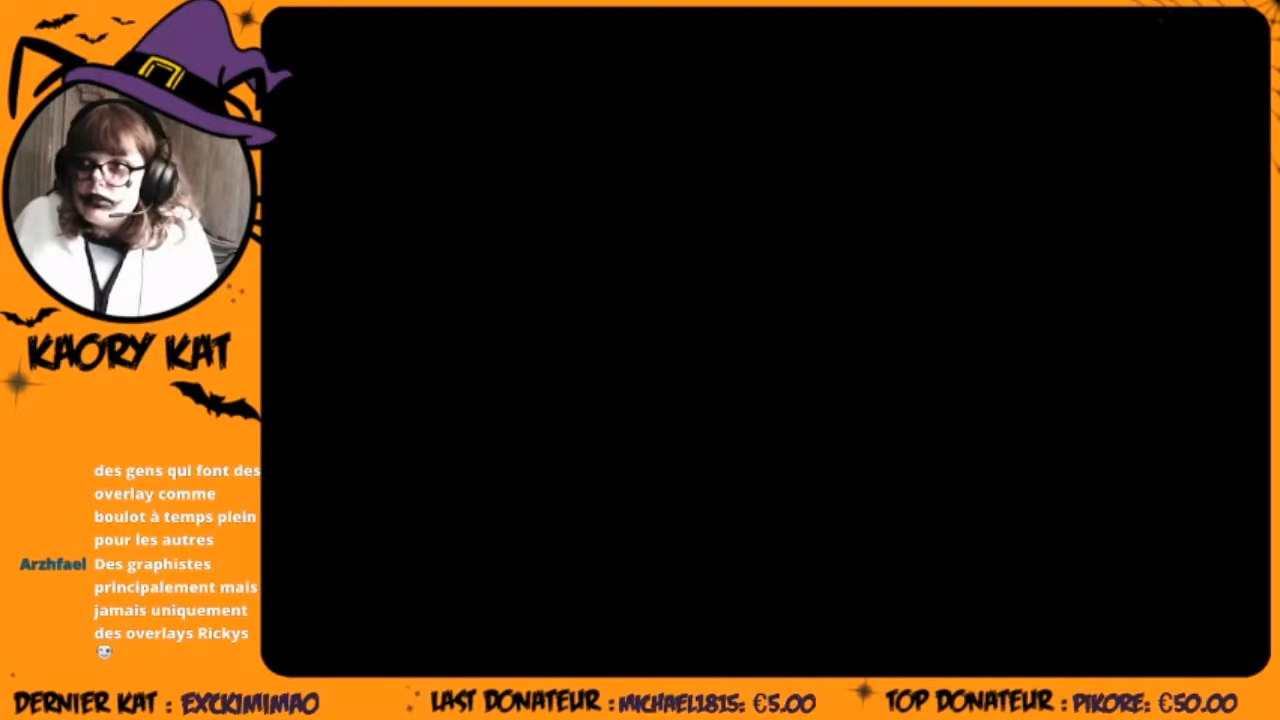 KAORY KAT
des gens qui font des
overlay comme
boulot à temps plein
pour les autres
Arzhfael Des graphistes
principalement mais
jamais uniquement
des overlays Rickys
DERNIER KAT : EXCKIMIMAO
LAST DONATEUR : MICHAEL1815: €5.00
TOP DONATEUR : PIKORE: €50.00